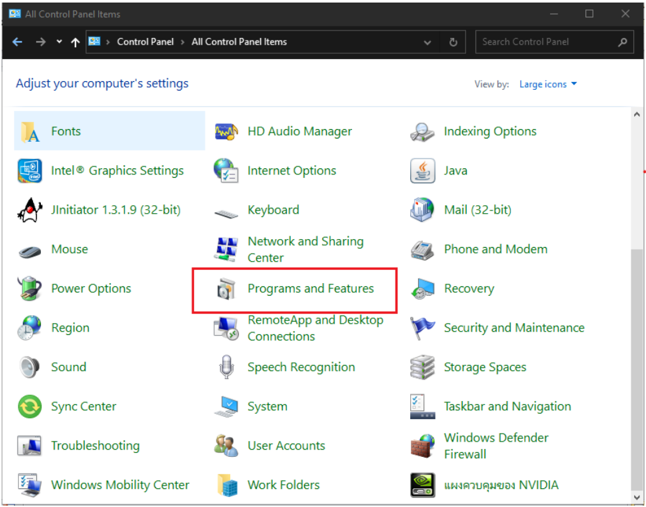 All Control Panel Items
Control Panel > All Control Panel Items
Search Control Panel
Adjust your computer's settings
View by: Large icons
Fonts
HD Audio Manager
Indexing Options
Intel® Graphics Settings
Internet Options
Java
JInitiator 1.3.1.9 (32-bit)
Keyboard
Mail (32-bit)
Mouse
Network and Sharing
Center
Phone and Modem
Power Options
Programs and Features
Recovery
Region
RemoteApp and Desktop
Connections
Security and Maintenance
Sound
Speech Recognition
Storage Spaces
Sync Center
System
Taskbar and Navigation
Troubleshooting
User Accounts
Windows Defender
Firewall
Windows Mobility Center
Work Folders
แผงควบคุมของ NVIDIA